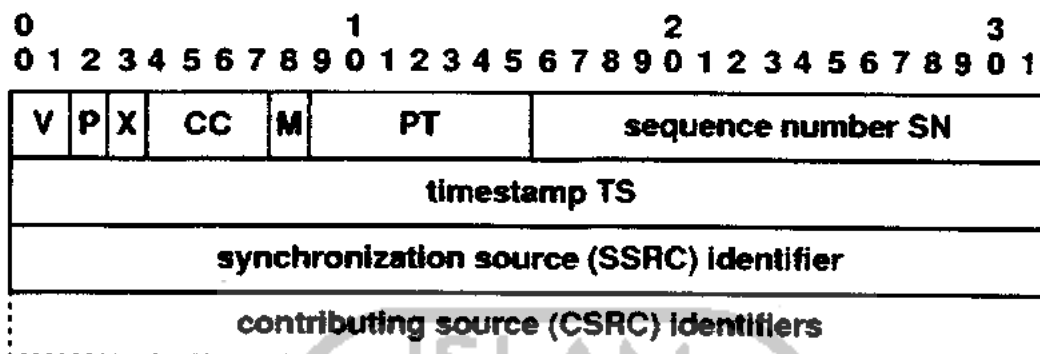 0 1 2 3
0 1 2 3 4 5 6 7 8 9 0 1 2 3 4 5 6 7 8 9 0 1 2 3 4 5 6 7 8 9 0 1
V P X CC M PT sequence number SN
timestamp TS
synchronization source (SSRC) identifier
contributing source (CSRC) identifiers